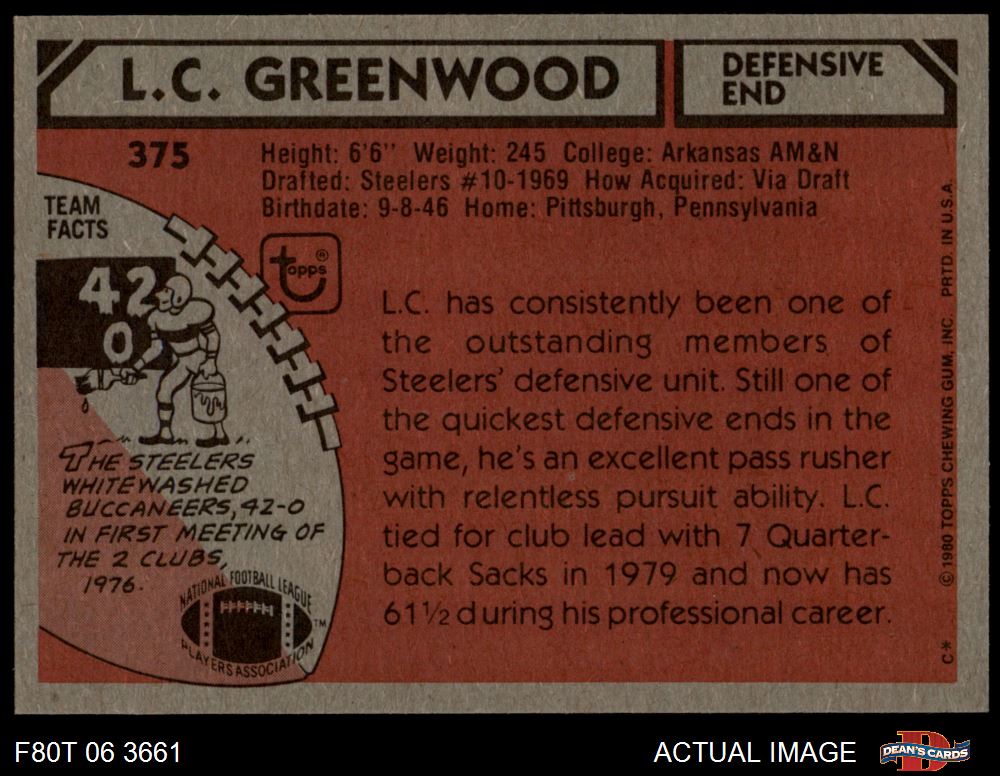 L.C. GREENWOOD
DEFENSIVE
END
375
Height: 6'6" Weight: 245 College: Arkansas AM&N
Drafted: Steelers #10-1969 How Acquired: Via Draft
Birthdate: 9-8-46 Home: Pittsburgh, Pennsylvania
TEAM
FACTS
42
0
topps
®
THE STEELERS
WHITEWASHED
BUCCANEERS, 42-0
IN FIRST MEETING OF
THE 2 CLUBS,
1976.
NATIONAL FOOTBALL LEAGUE
PLAYERS ASSOCIATION
TM
L.C. has consistently been one of
the outstanding members of
Steelers' defensive unit. Still one of
the quickest defensive ends in the
game, he's an excellent pass rusher
with relentless pursuit ability. L.C.
tied for club lead with 7 Quarter-
back Sacks in 1979 and now has
61½ during his professional career.
© 1980 TOPPS CHEWING GUM, INC. PRTD. IN U.S.A.
C*
F80T 06 3661
ACTUAL IMAGE
D
DEAN'S CARDS